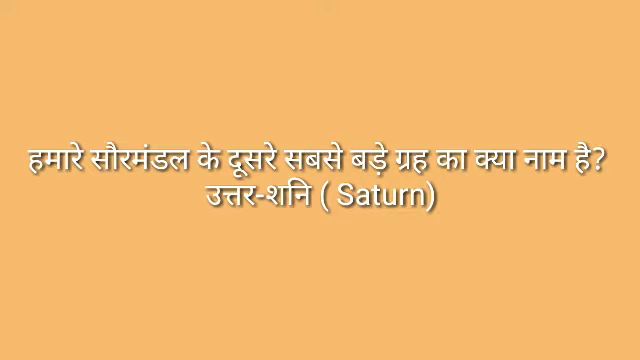 हमारे सौरमंडल के दूसरे सबसे बड़े ग्रह का क्या नाम है?
उत्तर-शनि ( Saturn)